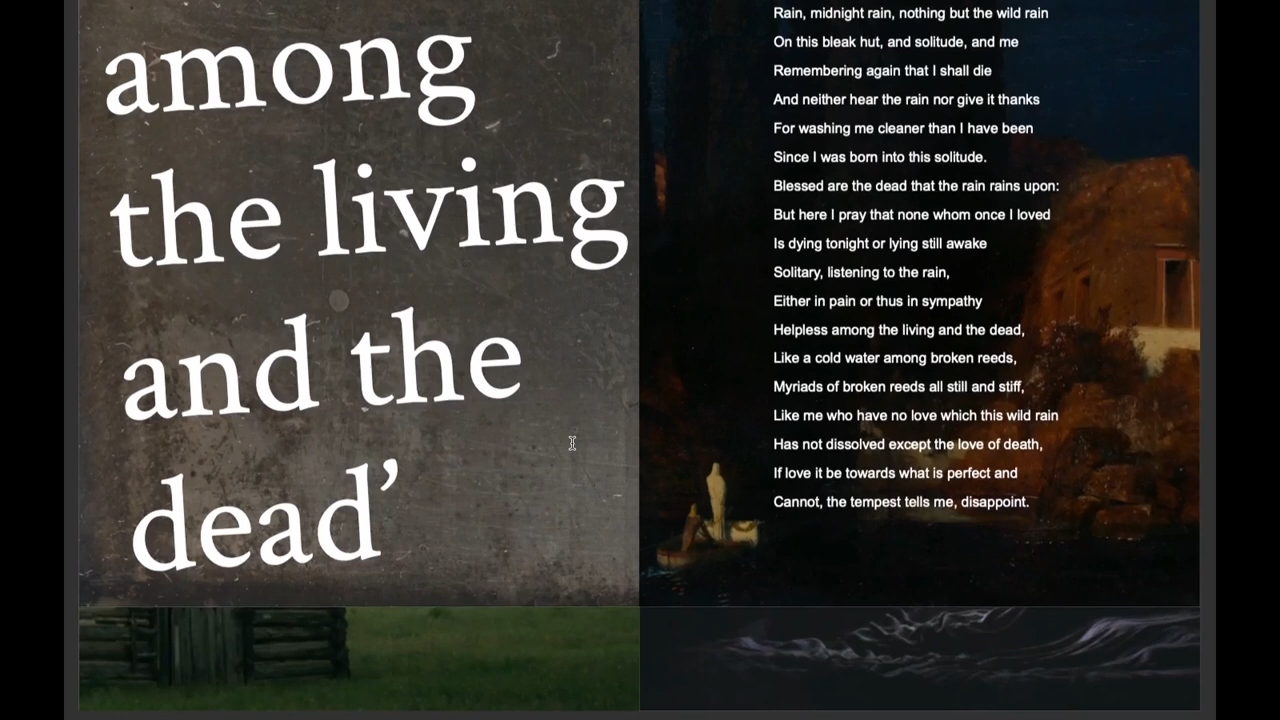 among
the living
and the
dead’
Rain, midnight rain, nothing but the wild rain
On this bleak hut, and solitude, and me
Remembering again that I shall die
And neither hear the rain nor give it thanks
For washing me cleaner than I have been
Since I was born into this solitude.
Blessed are the dead that the rain rains upon:
But here I pray that none whom once I loved
Is dying tonight or lying still awake
Solitary, listening to the rain,
Either in pain or thus in sympathy
Helpless among the living and the dead,
Like a cold water among broken reeds,
Myriads of broken reeds all still and stiff,
Like me who have no love which this wild rain
Has not dissolved except the love of death,
If love it be towards what is perfect and
Cannot, the tempest tells me, disappoint.